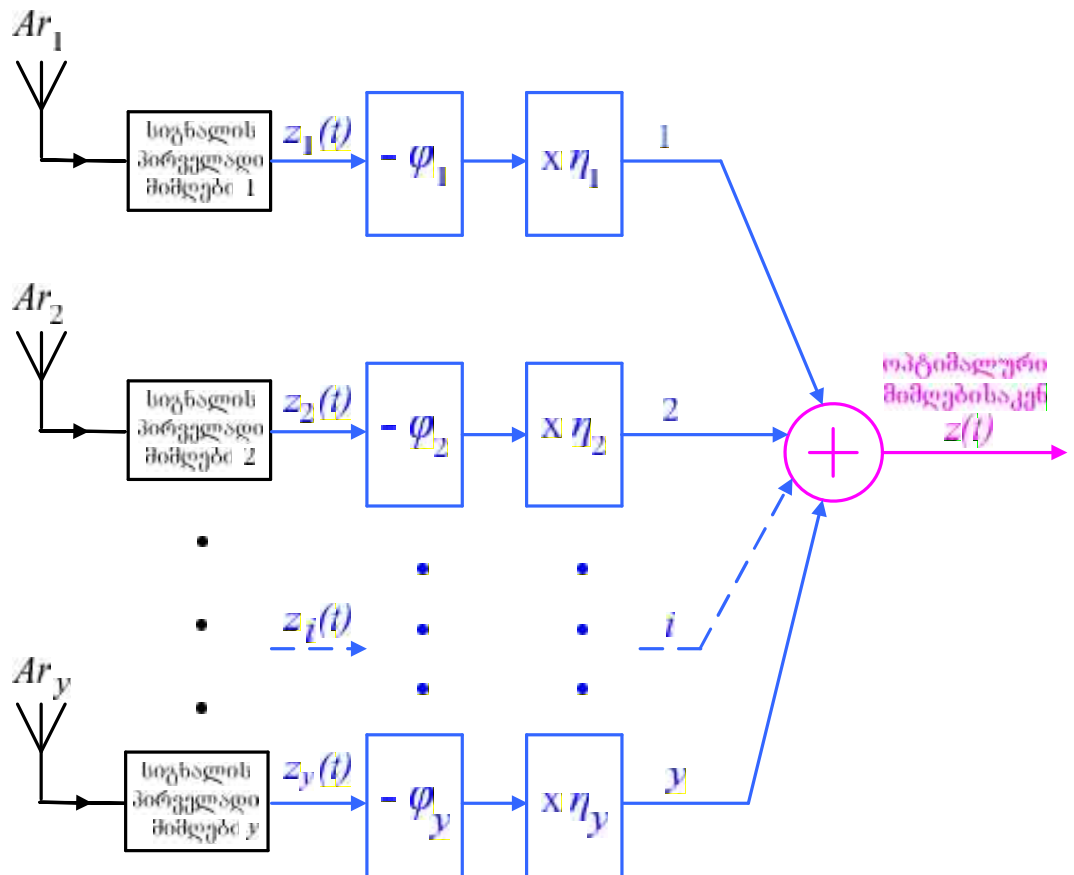 Ar1
სიგნალის
პირველადი
მიმღები 1
z1(t)
- φ1
x η1
1
Ar2
სიგნალის
პირველადი
მიმღები 2
z2(t)
- φ2
x η2
2
ოპტიმალური
მიმღებისაკენ
z(t)
+
zi(t)
i
Ary
სიგნალის
პირველადი
მიმღები y
zy(t)
- φy
x ηy
y